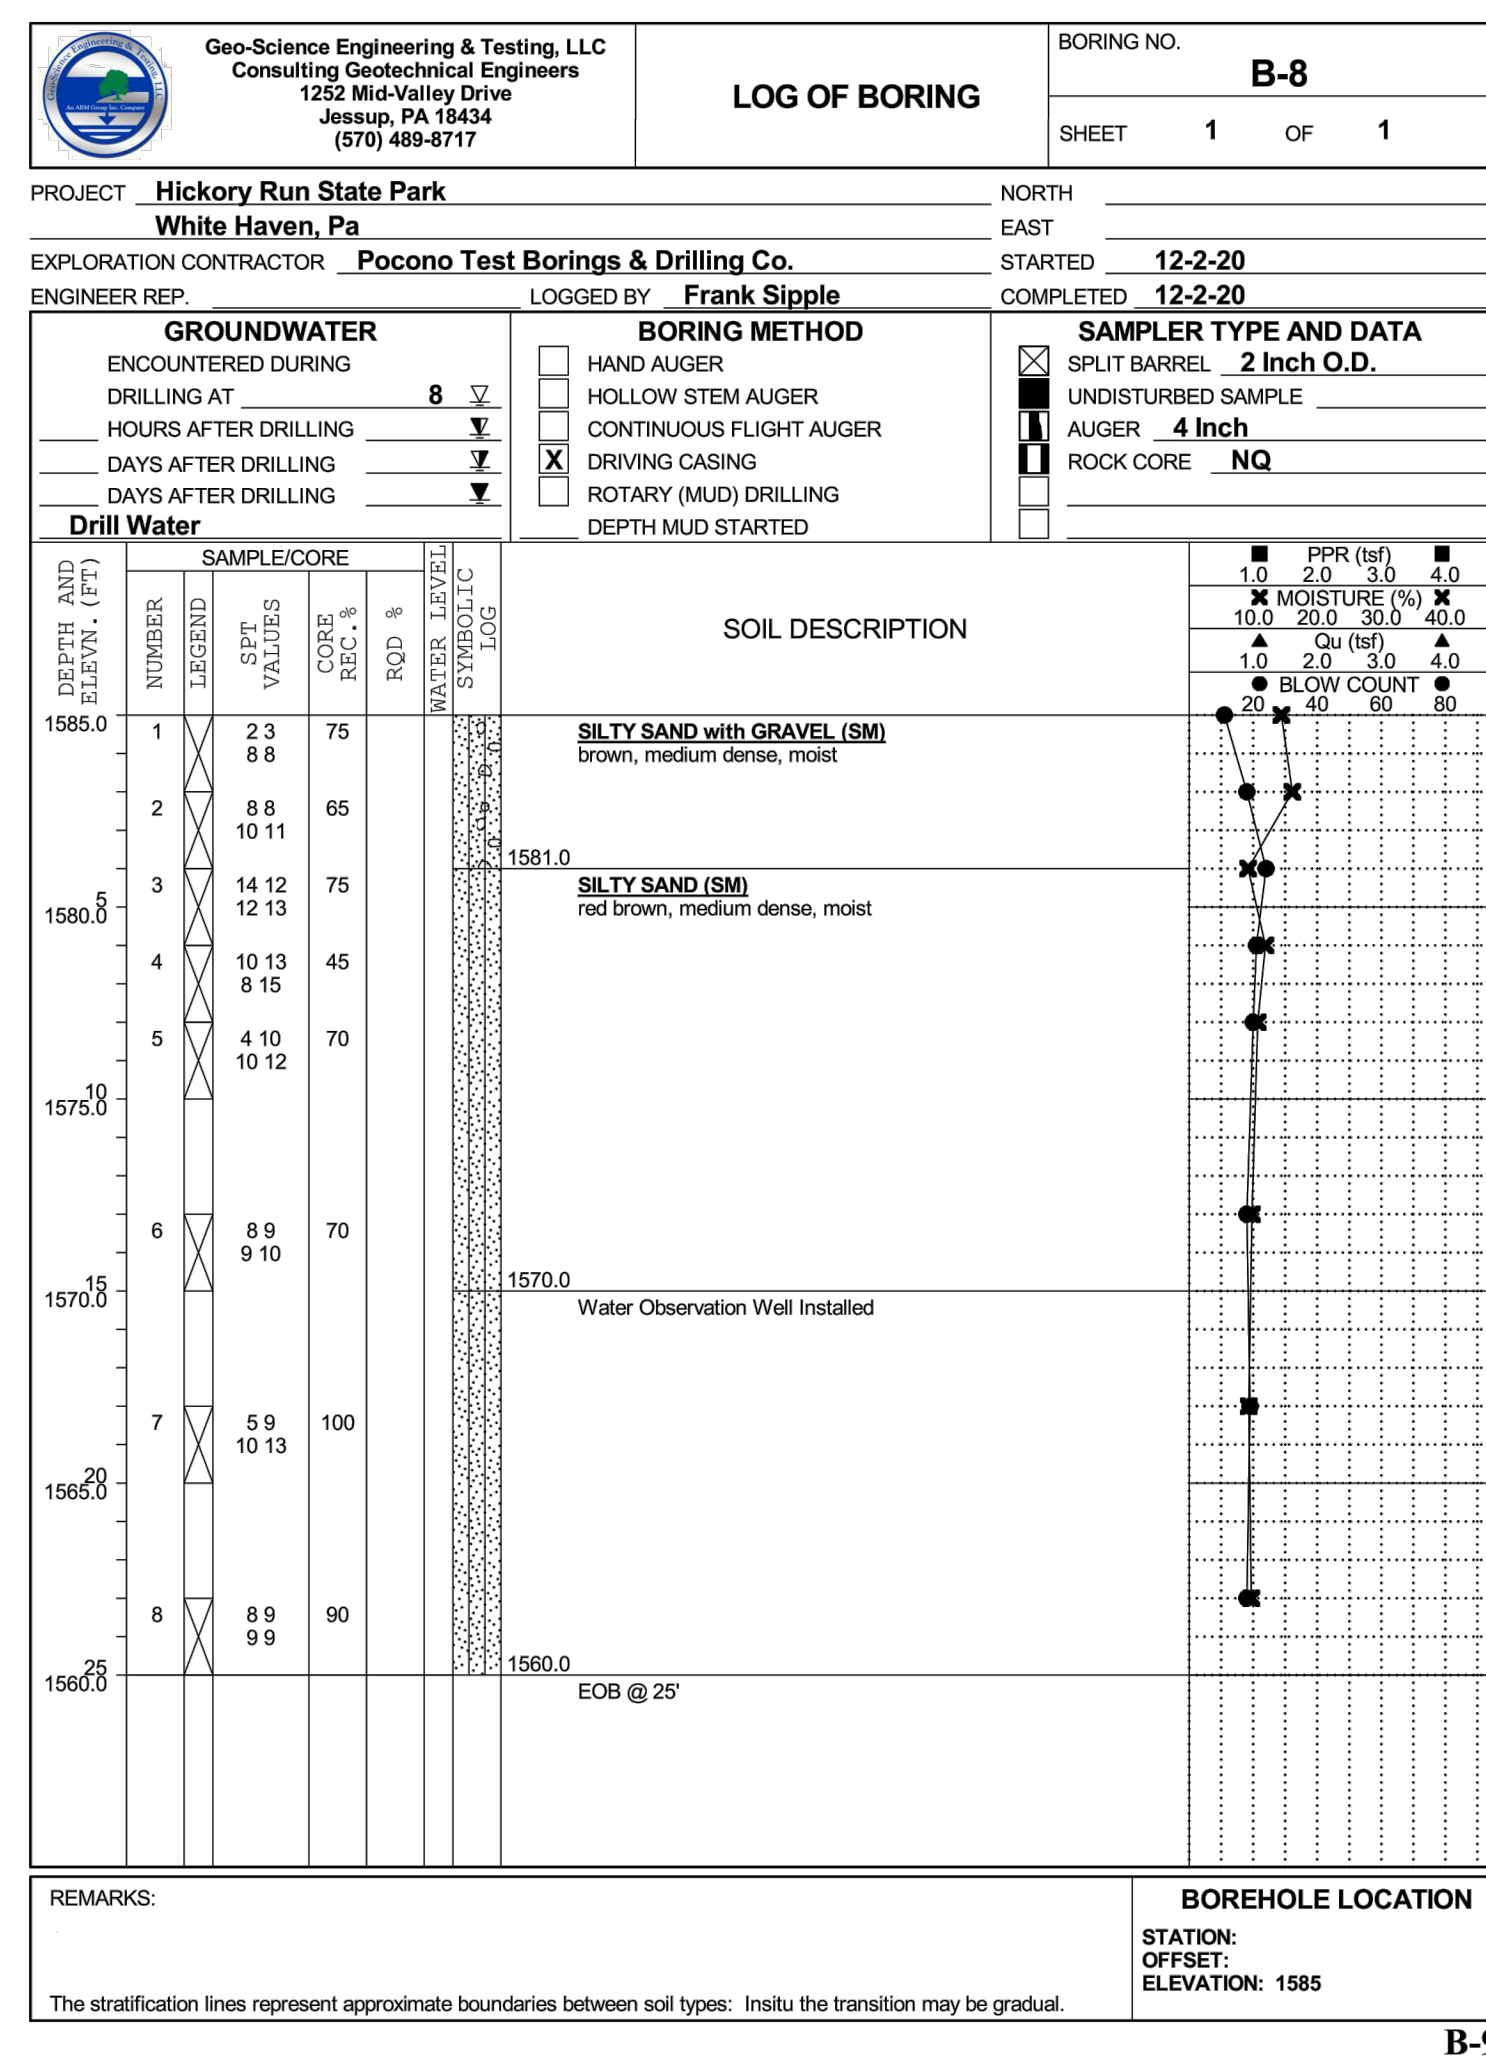 Geo-Science Engineering & Testing, LLC
An ARM Group Inc. Company
Geo-Science Engineering & Testing, LLC
Consulting Geotechnical Engineers
1252 Mid-Valley Drive
Jessup, PA 18434
(570) 489-8717
LOG OF BORING
BORING NO.
B-8
SHEET 1 OF 1
PROJECT Hickory Run State Park
White Haven, Pa
NORTH
EAST
EXPLORATION CONTRACTOR Pocono Test Borings & Drilling Co.
STARTED 12-2-20
ENGINEER REP. LOGGED BY Frank Sipple
COMPLETED 12-2-20
GROUNDWATER
ENCOUNTERED DURING
DRILLING AT 8
HOURS AFTER DRILLING
DAYS AFTER DRILLING
DAYS AFTER DRILLING
Drill Water
BORING METHOD
HAND AUGER
HOLLOW STEM AUGER
CONTINUOUS FLIGHT AUGER
X DRIVING CASING
ROTARY (MUD) DRILLING
DEPTH MUD STARTED
SAMPLER TYPE AND DATA
SPLIT BARREL 2 Inch O.D.
UNDISTURBED SAMPLE
AUGER 4 Inch
ROCK CORE NQ
DEPTH AND
ELEVN. (FT)
SAMPLE/CORE
NUMBER
LEGEND
SPT
VALUES
CORE
REC.%
RQD %
WATER LEVEL
SYMBOLIC
LOG
SOIL DESCRIPTION
PPR (tsf)
1.0 2.0 3.0 4.0
MOISTURE (%)
10.0 20.0 30.0 40.0
Qu (tsf)
1.0 2.0 3.0 4.0
BLOW COUNT
20 40 60 80
1585.0
1 2 3 75
8 8
SILTY SAND with GRAVEL (SM)
brown, medium dense, moist
2 8 8 65
10 11
1581.0
3 14 12 75
12 13
SILTY SAND (SM)
red brown, medium dense, moist
5
1580.0
4 10 13 45
8 15
5 4 10 70
10 12
10
1575.0
6 8 9 70
9 10
1570.0
15
1570.0
Water Observation Well Installed
7 5 9 100
10 13
20
1565.0
8 8 9 90
9 9
1560.0
25
1560.0
EOB @ 25'
REMARKS:
The stratification lines represent approximate boundaries between soil types: Insitu the transition may be gradual.
BOREHOLE LOCATION
STATION:
OFFSET:
ELEVATION: 1585
B-9